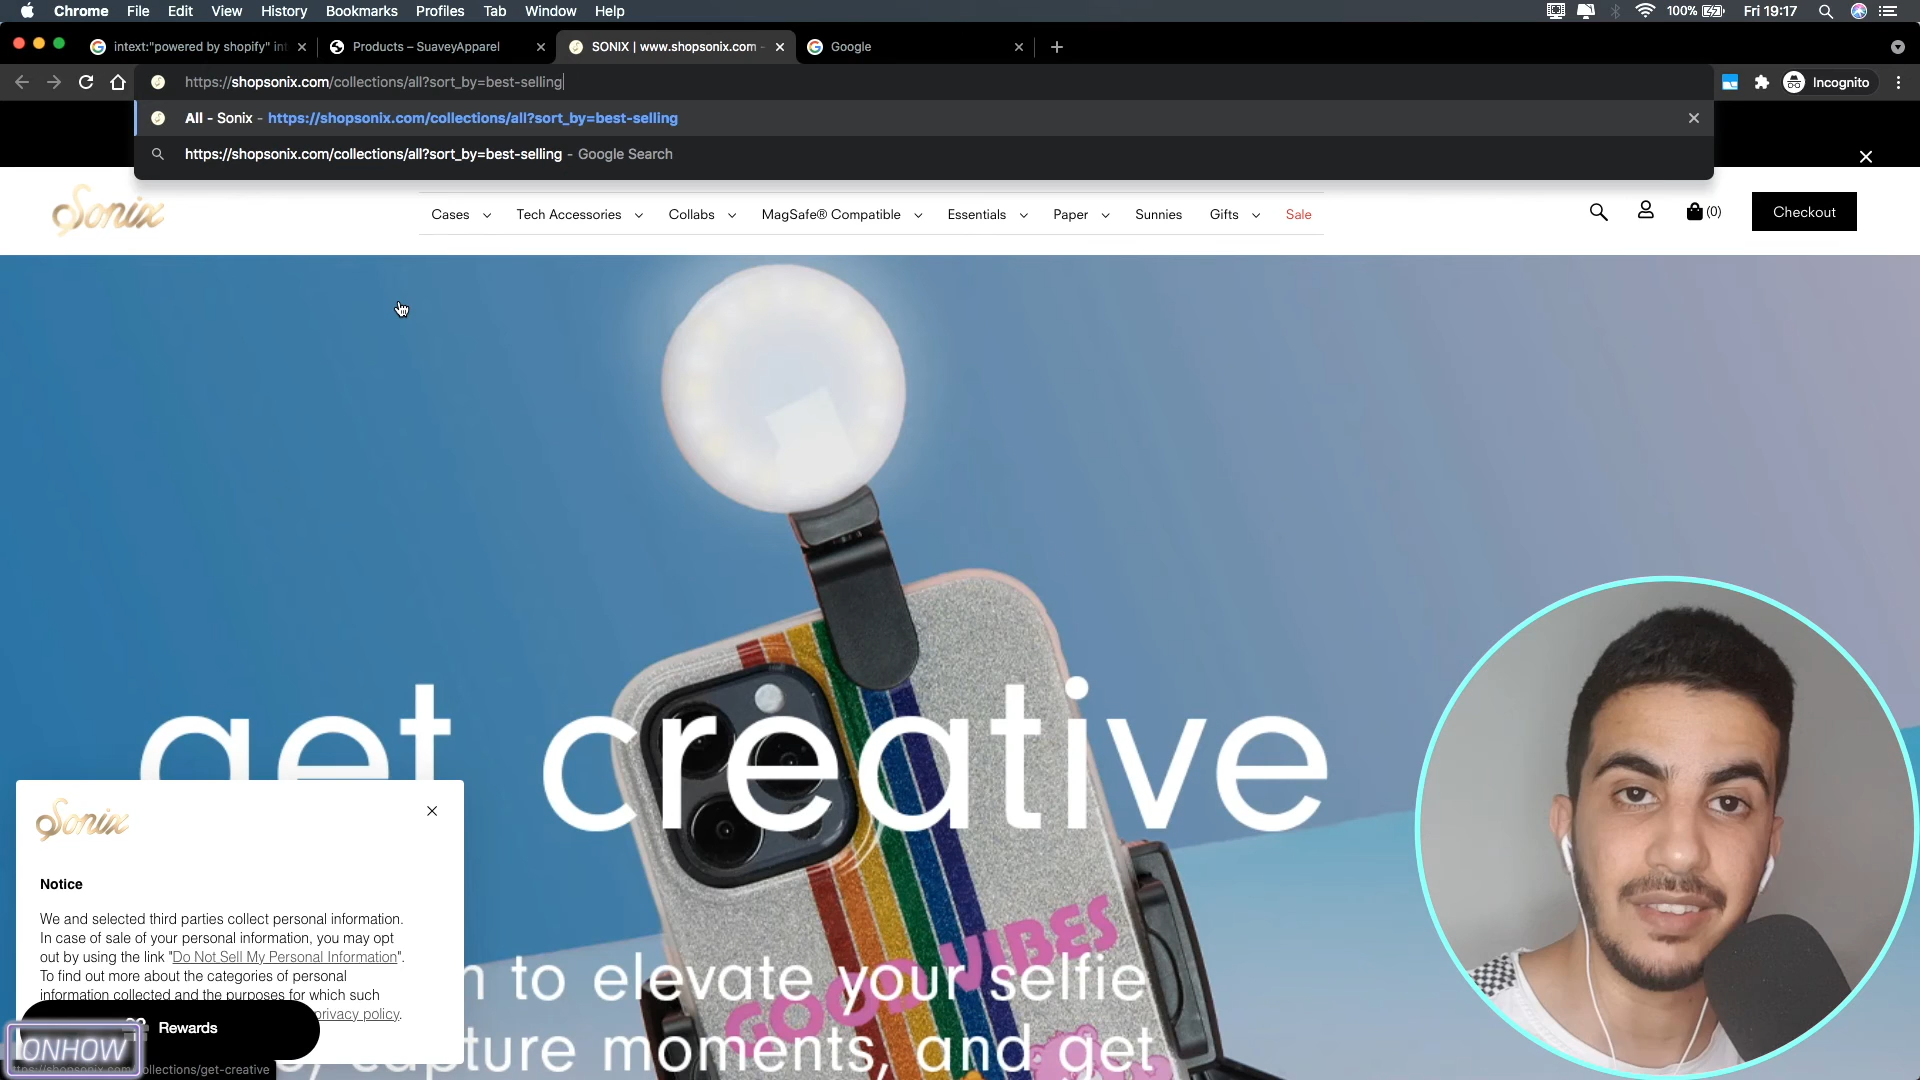 Chrome File Edit View History Bookmarks Profiles Tab Window Help 100% Fri 19:17
intext:"powered by shopify" int Products – SuaveyApparel SONIX | www.shopsonix.com - Google
https://shopsonix.com/collections/all?sort_by=best-selling Incognito
All - Sonix - https://shopsonix.com/collections/all?sort_by=best-selling
https://shopsonix.com/collections/all?sort_by=best-selling - Google Search
Sonix Cases Tech Accessories Collabs MagSafe® Compatible Essentials Paper Sunnies Gifts Sale (0) Checkout
get creative
GOOD VIBES
to elevate your selfie
capture moments, and get
Sonix
Notice
We and selected third parties collect personal information.
In case of sale of your personal information, you may opt
out by using the link "Do Not Sell My Personal Information".
To find out more about the categories of personal
information collected and the purposes for which such
privacy policy.
Rewards
ONHOW
collections/get-creative